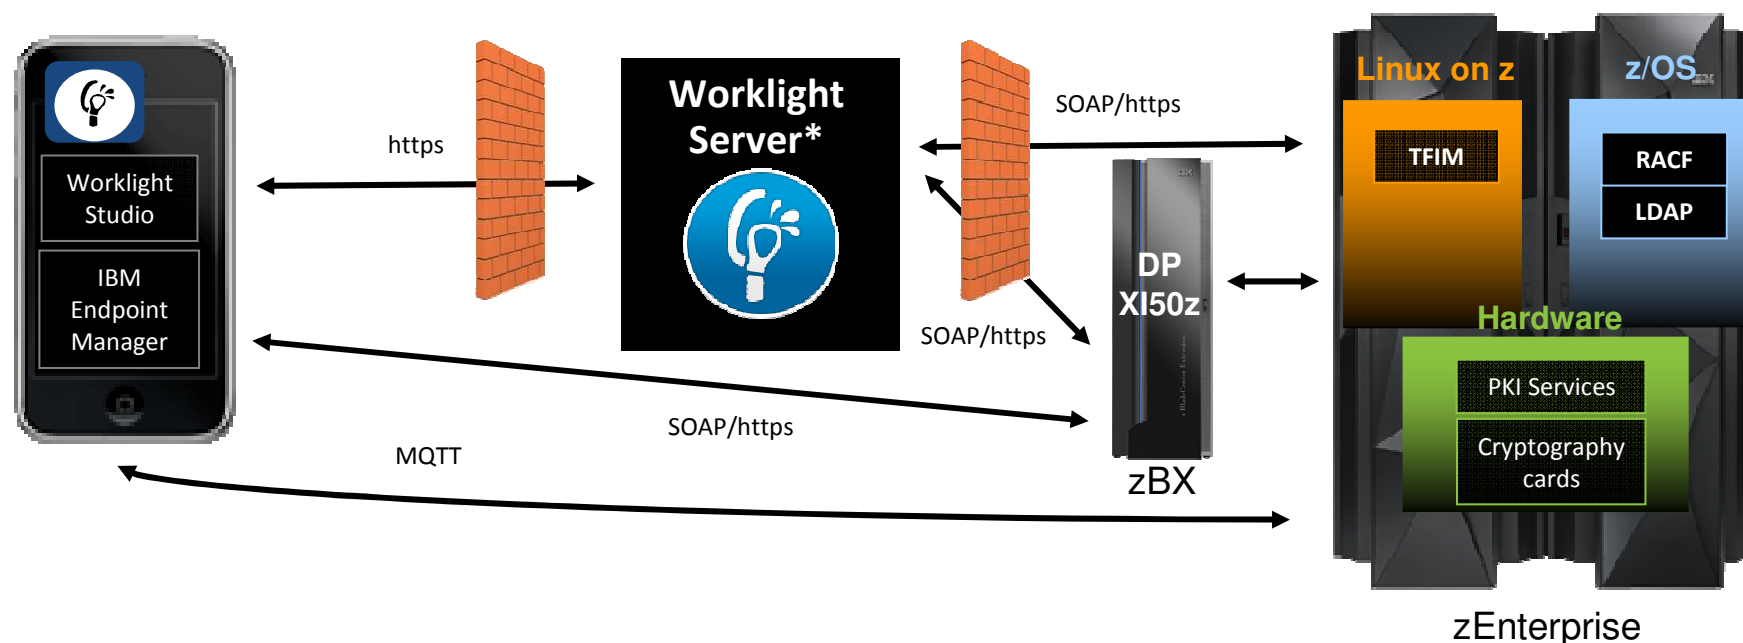 Worklight
Studio
IBM
Endpoint
Manager
https
Worklight
Server*
SOAP/https
SOAP/https
SOAP/https
MQTT
DP
XI50z
zBX
Linux on z
TFIM
z/OS
RACF
LDAP
Hardware
PKI Services
Cryptography
cards
zEnterprise